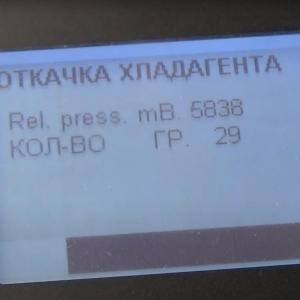 ОТКАЧКА ХЛАДАГЕНТА
Rel. press. mB. 5838
КОЛ-ВО ГР. 29